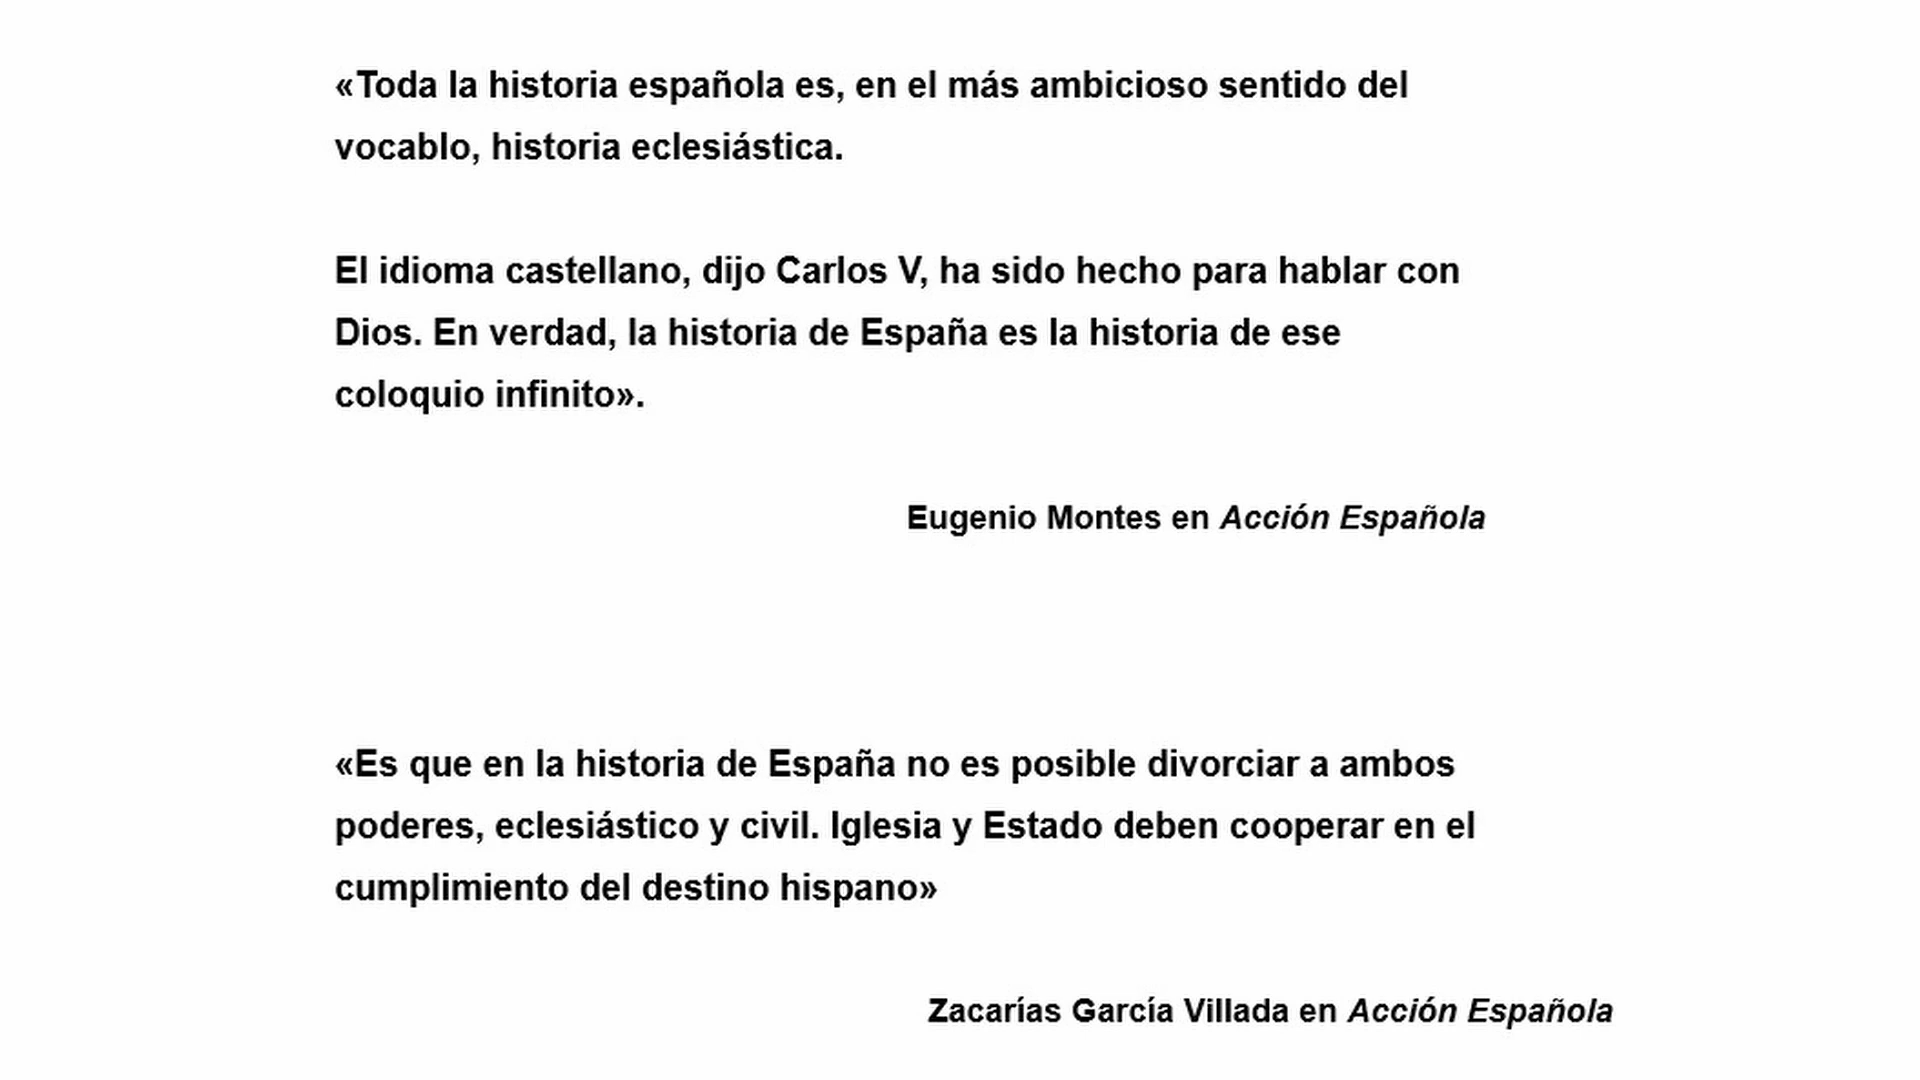 «Toda la historia española es, en el más ambicioso sentido del
vocablo, historia eclesiástica.
El idioma castellano, dijo Carlos V, ha sido hecho para hablar con
Dios. En verdad, la historia de España es la historia de ese
coloquio infinito».
Eugenio Montes en Acción Española
«Es que en la historia de España no es posible divorciar a ambos
poderes, eclesiástico y civil. Iglesia y Estado deben cooperar en el
cumplimiento del destino hispano»
Zacarías García Villada en Acción Española